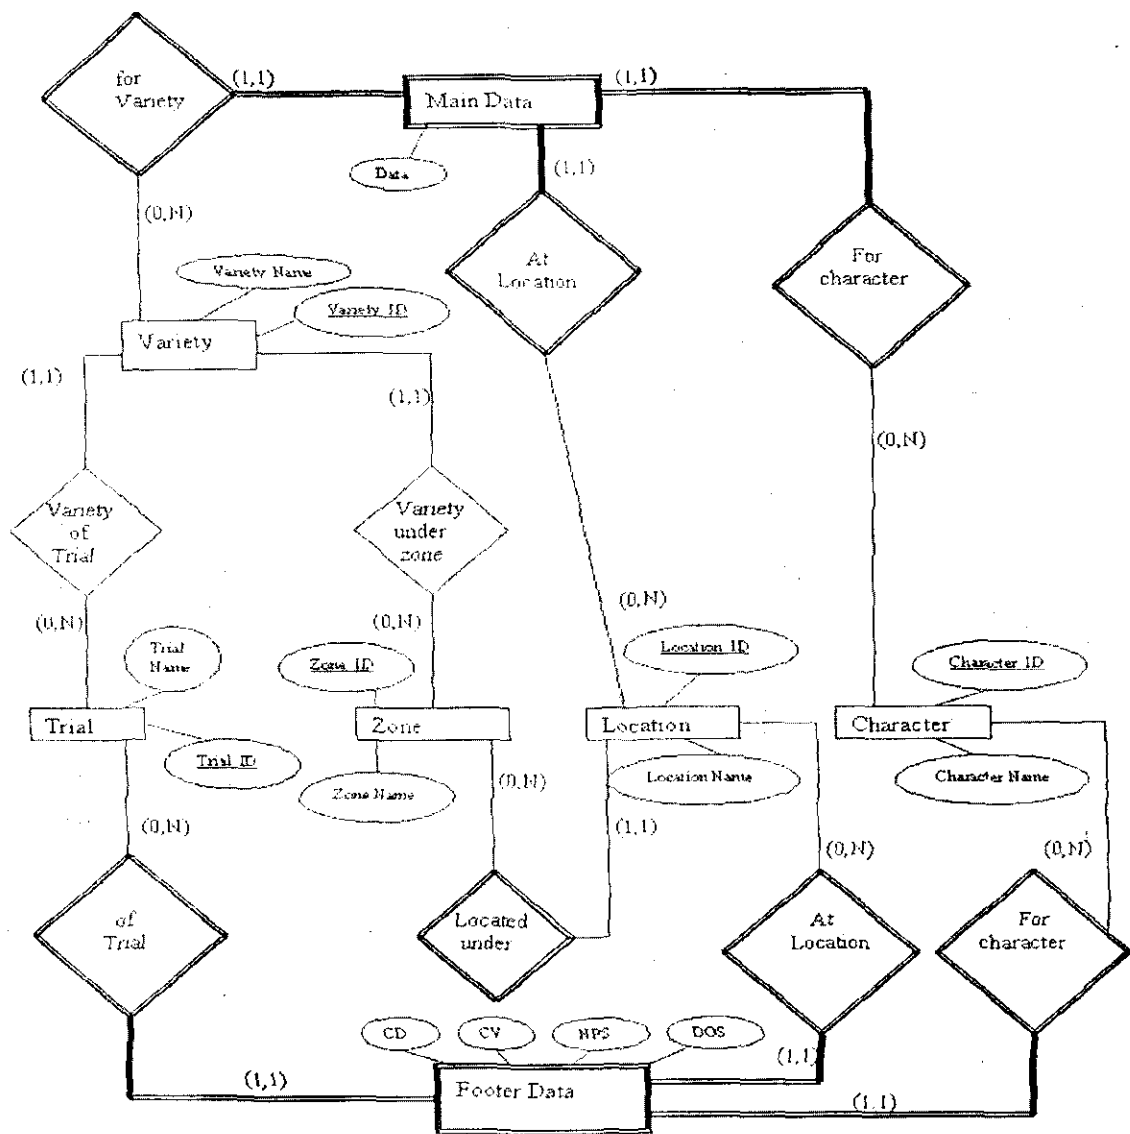 for
Variety
(1,1)
Main Data
(1,1)
Data
(1,1)
(0,N)
At
Location
For
character
Variety Name
Variety ID
Variety
(1,1)
(1,1)
(0,N)
Variety
of
Trial
Variety
under
zone
(0,N)
(0,N)
(0,N)
Trial
Name
Zone ID
Location ID
Character ID
Trial
Zone
Location
Character
Trial ID
Zone Name
Location Name
Character Name
(0,N)
(0,N)
(1,1)
(0,N)
(0,N)
of
Trial
Located
under
At
Location
For
character
CD
CV
NPS
DOS
(1,1)
(1,1)
Footer Data
(1,1)